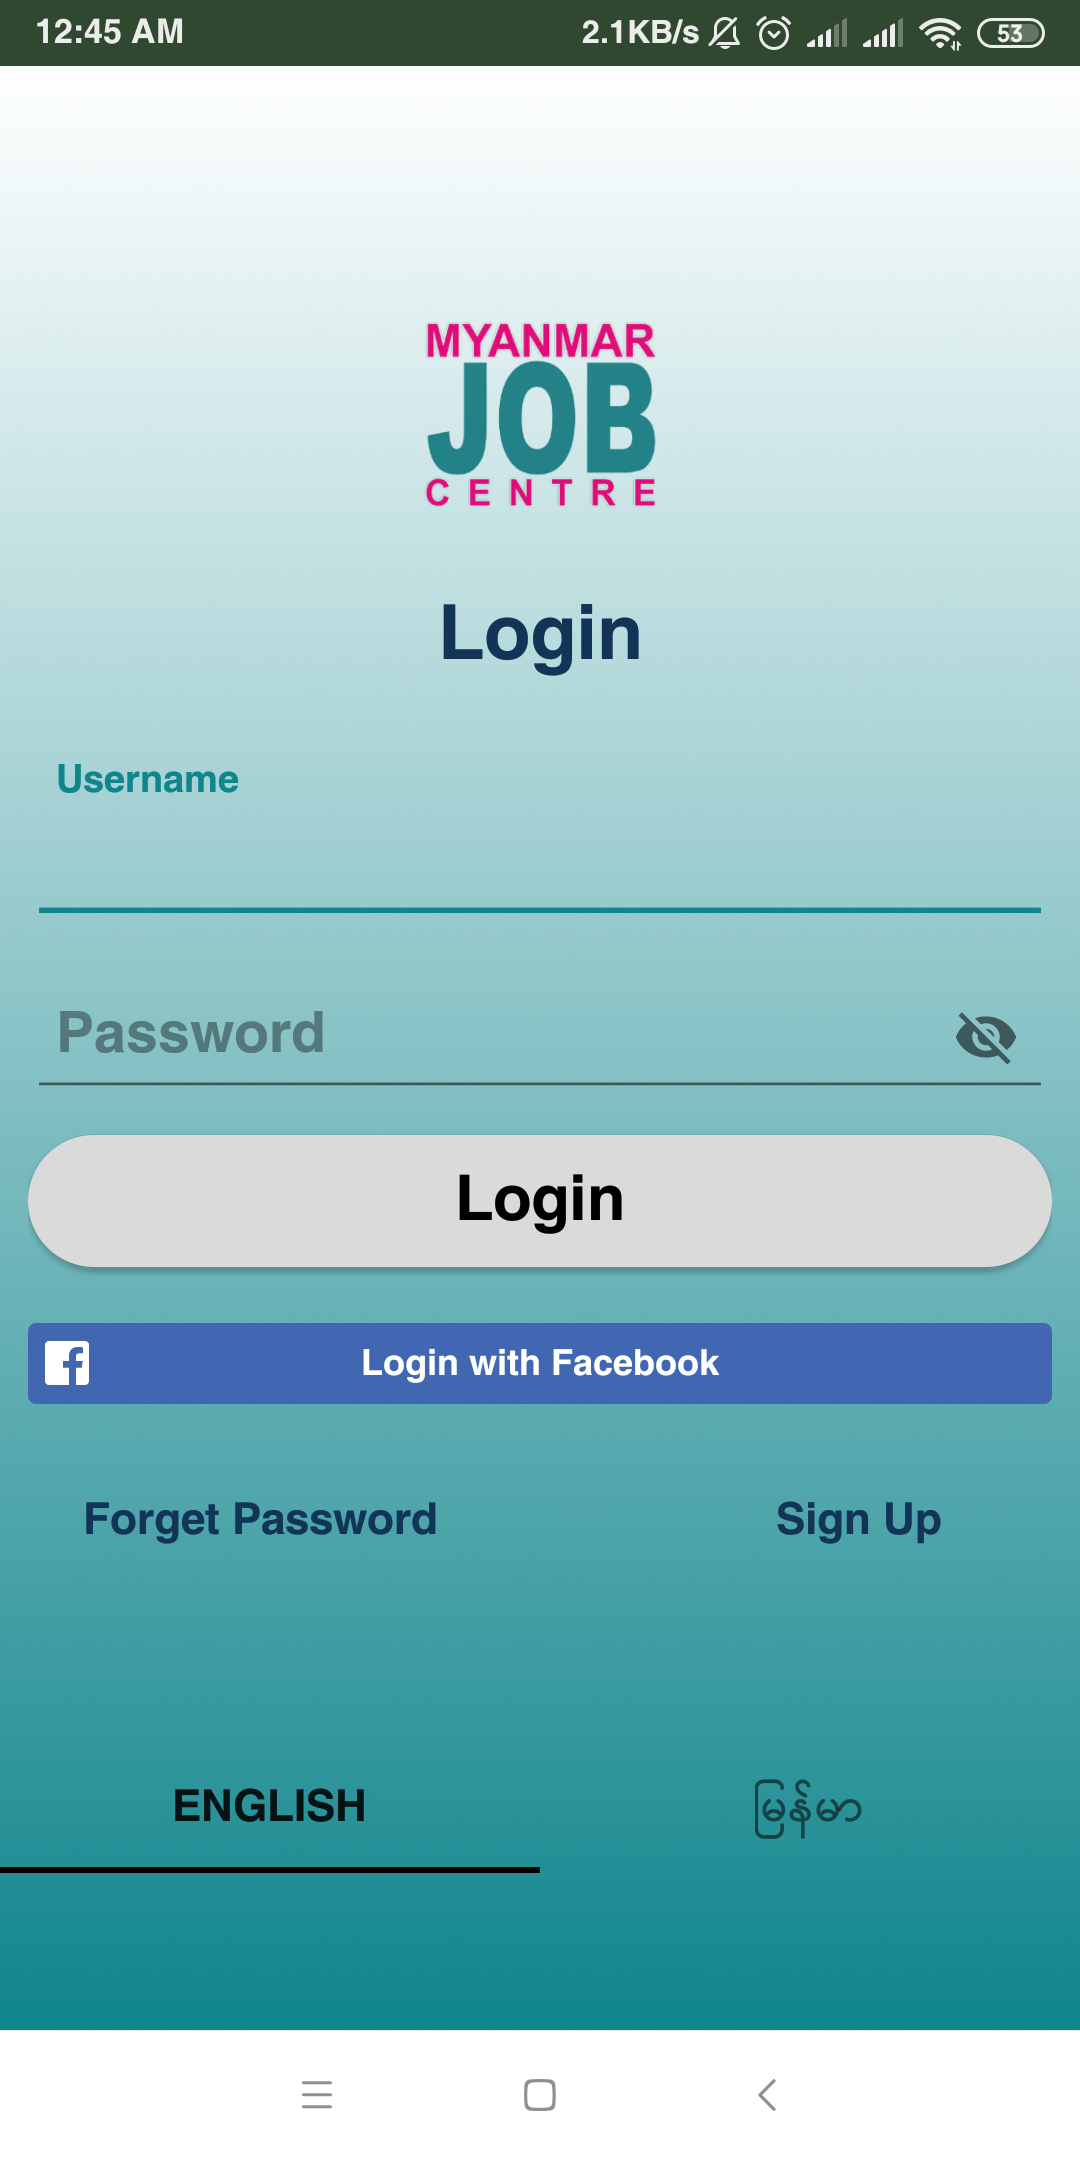 12:45 AM 2.1KB/s 53
MYANMAR
JOB
CENTRE
Login
Username
Password
Login
Login with Facebook
Forget Password Sign Up
ENGLISH မြန်မာ